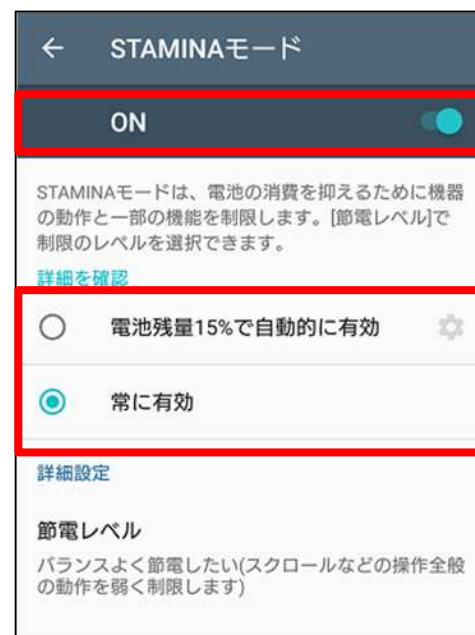 STAMINAモード
ON
STAMINAモードは、電池の消費を抑えるために機器
の動作と一部の機能を制限します。[節電レベル]で
制限のレベルを選択できます。
詳細を確認
電池残量15%で自動的に有効
常に有効
詳細設定
節電レベル
バランスよく節電したい(スクロールなどの操作全般
の動作を弱く制限します)